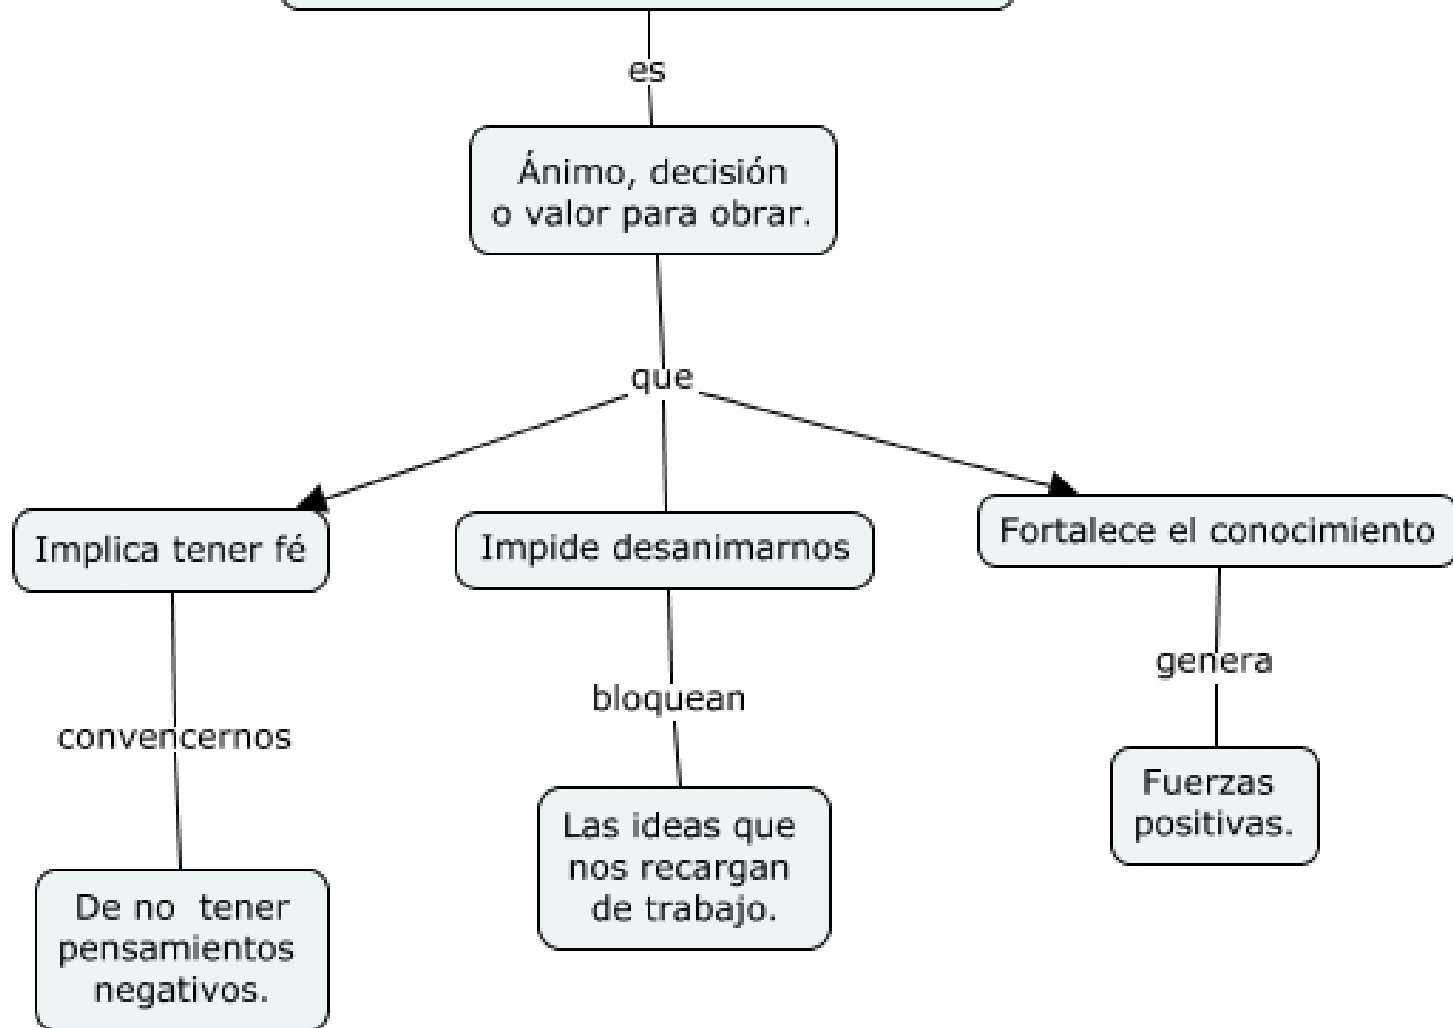 es
Ánimo, decisión
o valor para obrar.
que
Implica tener fé
Impide desanimarnos
Fortalece el conocimiento
convencernos
bloquean
genera
De no  tener
pensamientos
negativos.
Las ideas que
nos recargan
de trabajo.
Fuerzas
positivas.